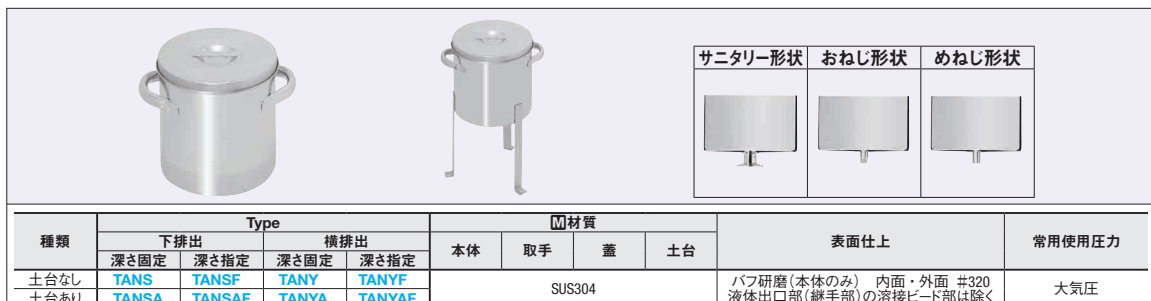 サニタリー形状 おねじ形状 めねじ形状
種類 Type M材質 表面仕上 常用使用圧力
下排出 横排出 本体 取手 蓋 土台
深さ固定 深さ指定 深さ固定 深さ指定
土台なし TANS TANSF TANY TANYF SUS304 バフ研磨(本体のみ) 内面・外面 #320 大気圧
土台あり TANSA TANSAF TANYA TANYAF 液体出口部(継手部)の溶接ビード部は除く